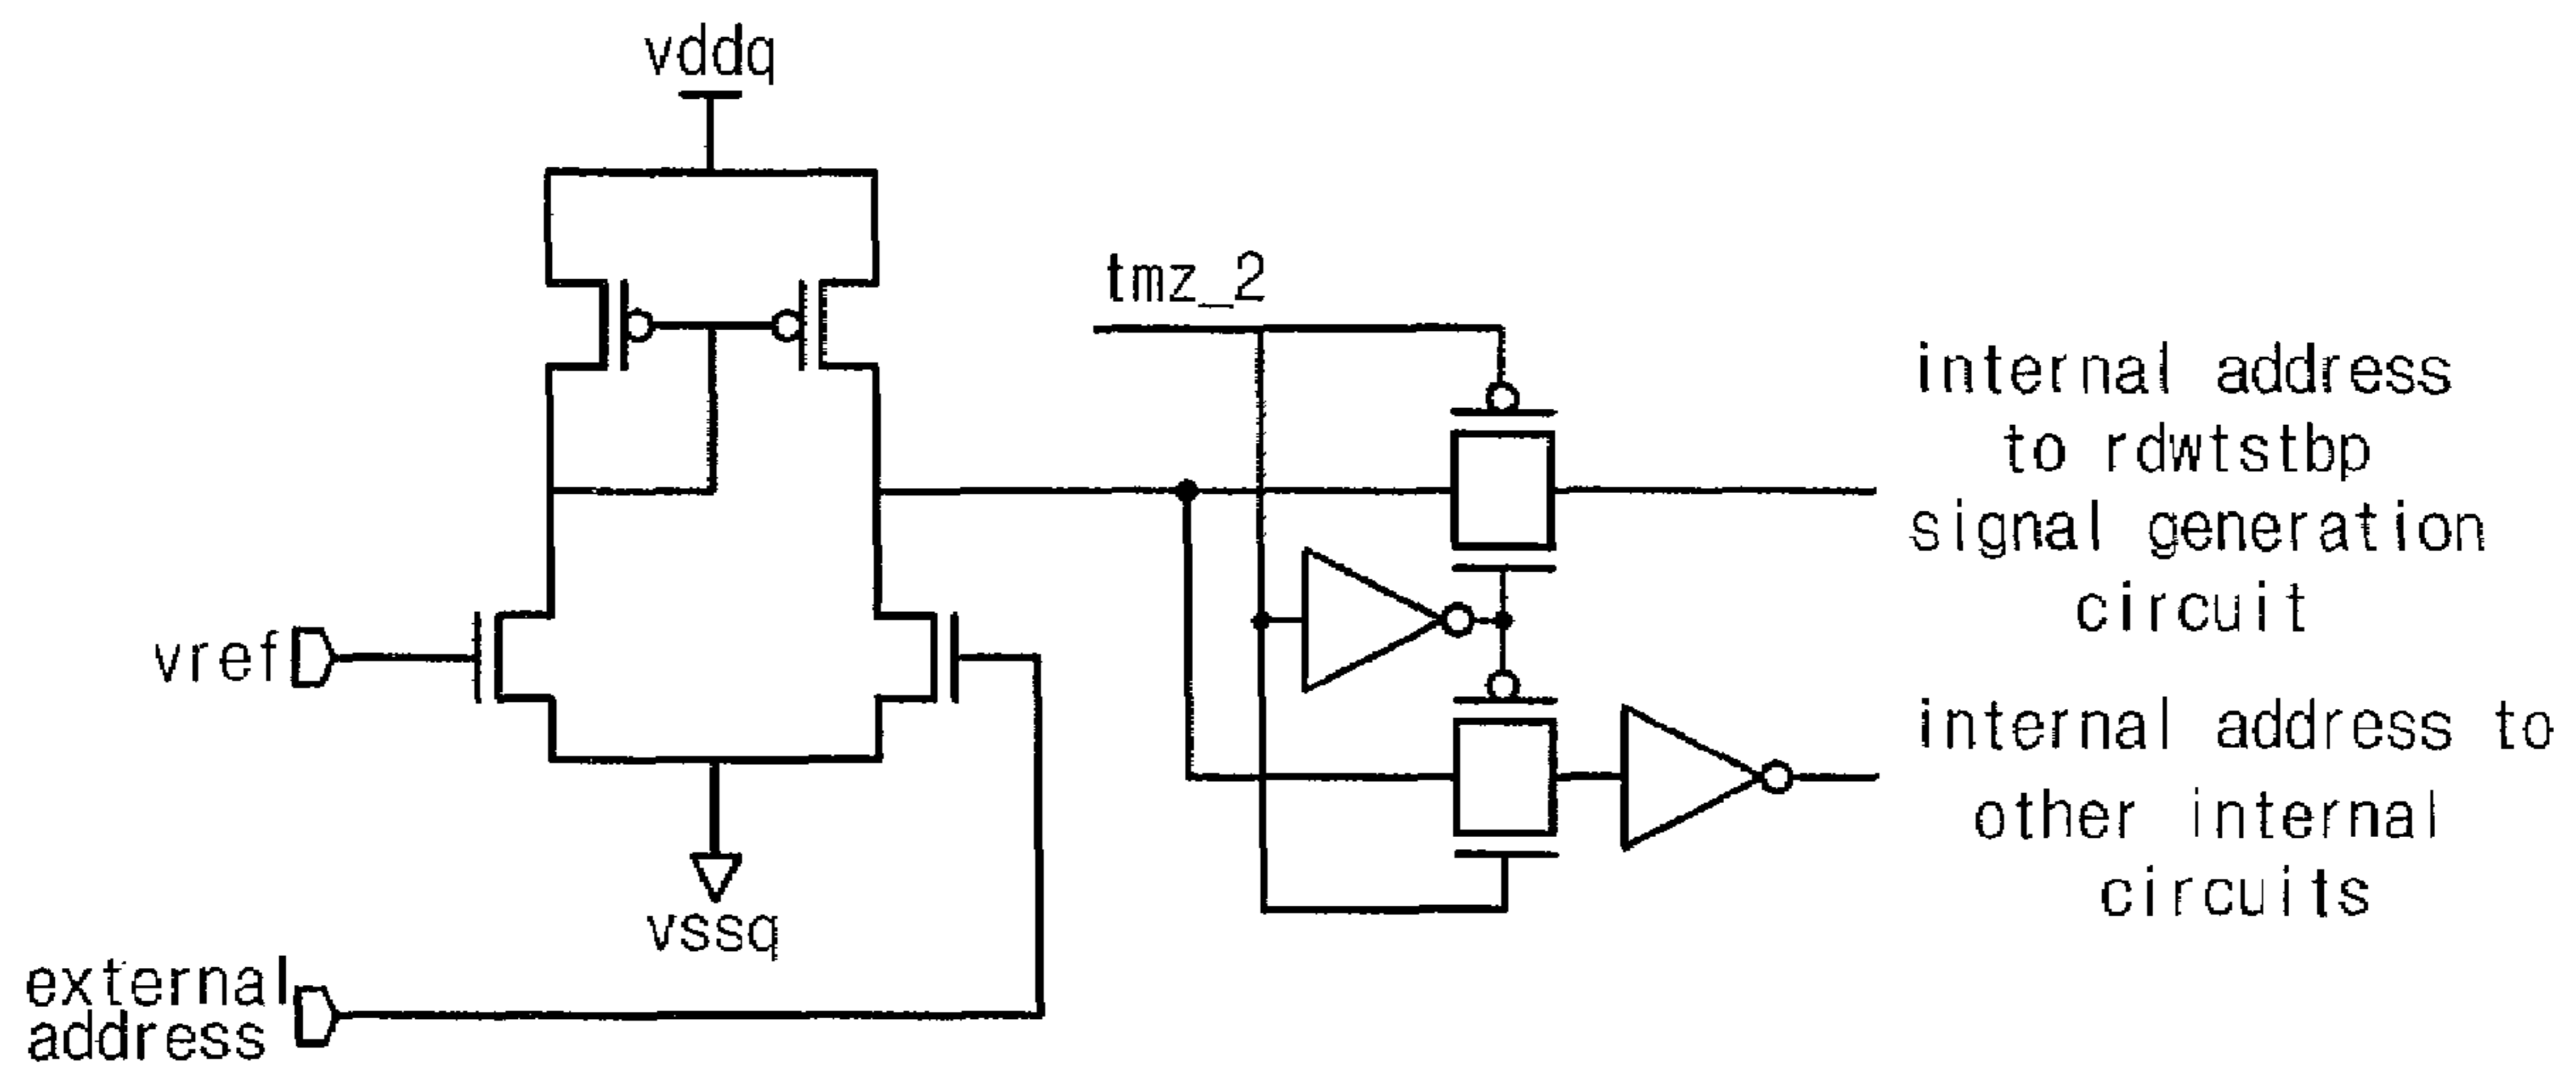 vddq
tmz_2
internal address
to rdwtstbp
signal generation
circuit
vref
internal address to
other internal
circuits
vssq
external
address